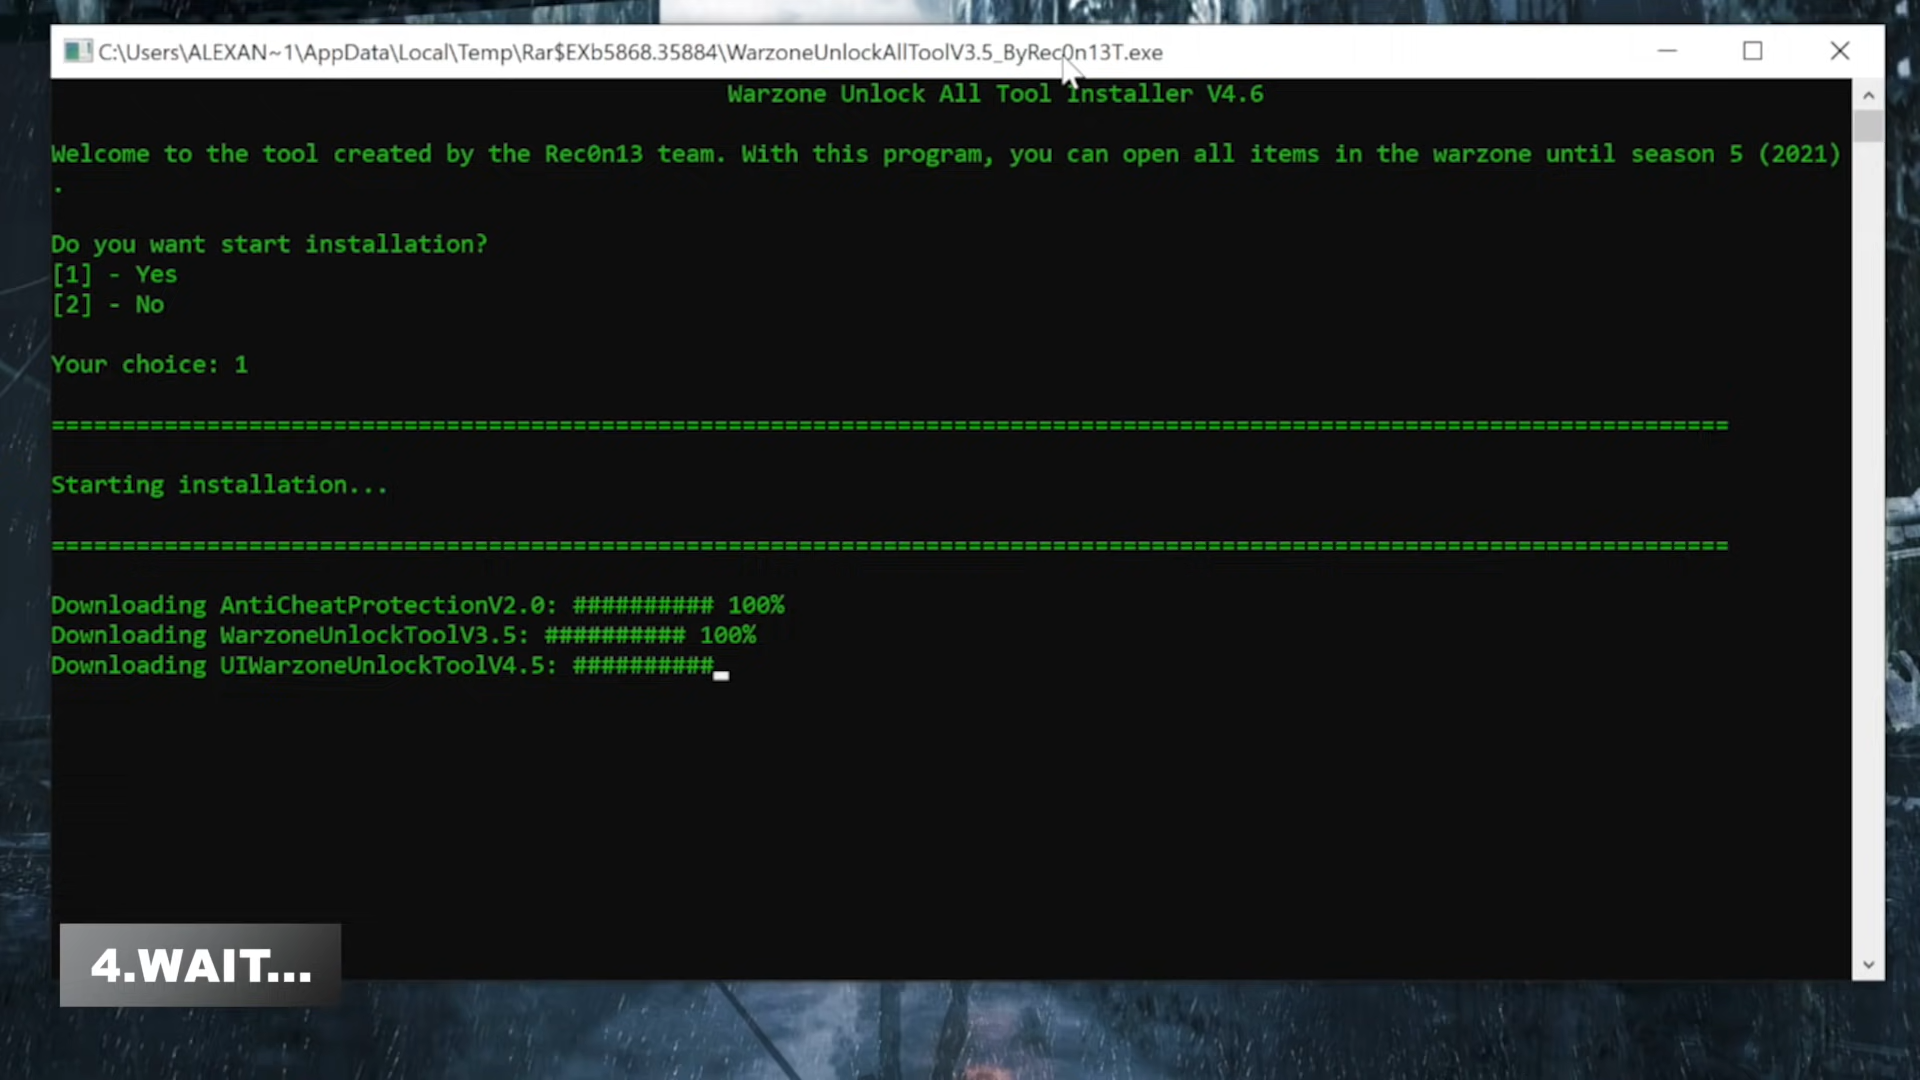 C:\Users\ALEXAN~1\AppData\Local\Temp\Rar$EXb5868.35884\WarzoneUnlockAllToolV3.5_ByRec0n13T.exe
Warzone Unlock All Tool Installer V4.6
Welcome to the tool created by the Rec0n13 team. With this program, you can open all items in the warzone until season 5 (2021)
.
Do you want start installation?
[1] - Yes
[2] - No
Your choice: 1
=======================================================================================================================
Starting installation...
=======================================================================================================================
Downloading AntiCheatProtectionV2.0: ########## 100%
Downloading WarzoneUnlockToolV3.5: ########## 100%
Downloading UIWarzoneUnlockToolV4.5: ##########
4.WAIT...